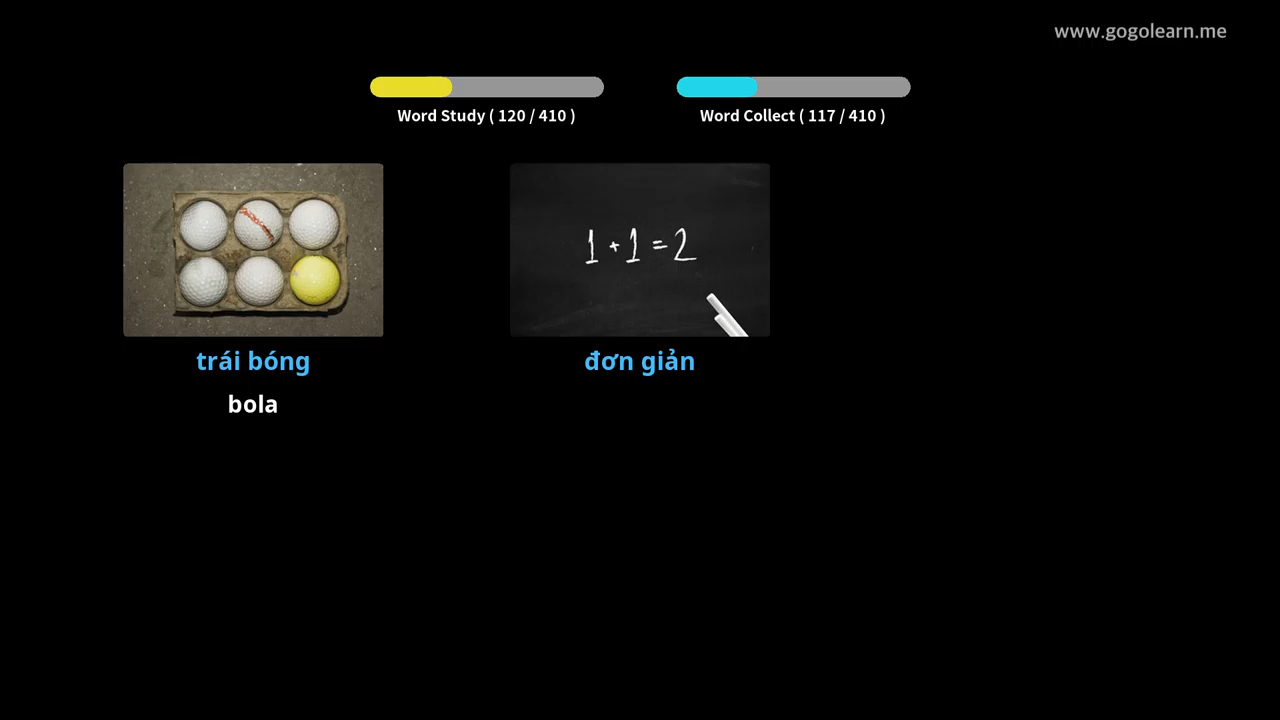 www.gogolearn.me
Word Study ( 120 / 410 )
Word Collect ( 117 / 410 )
1 + 1 = 2
trái bóng
đơn giản
bola